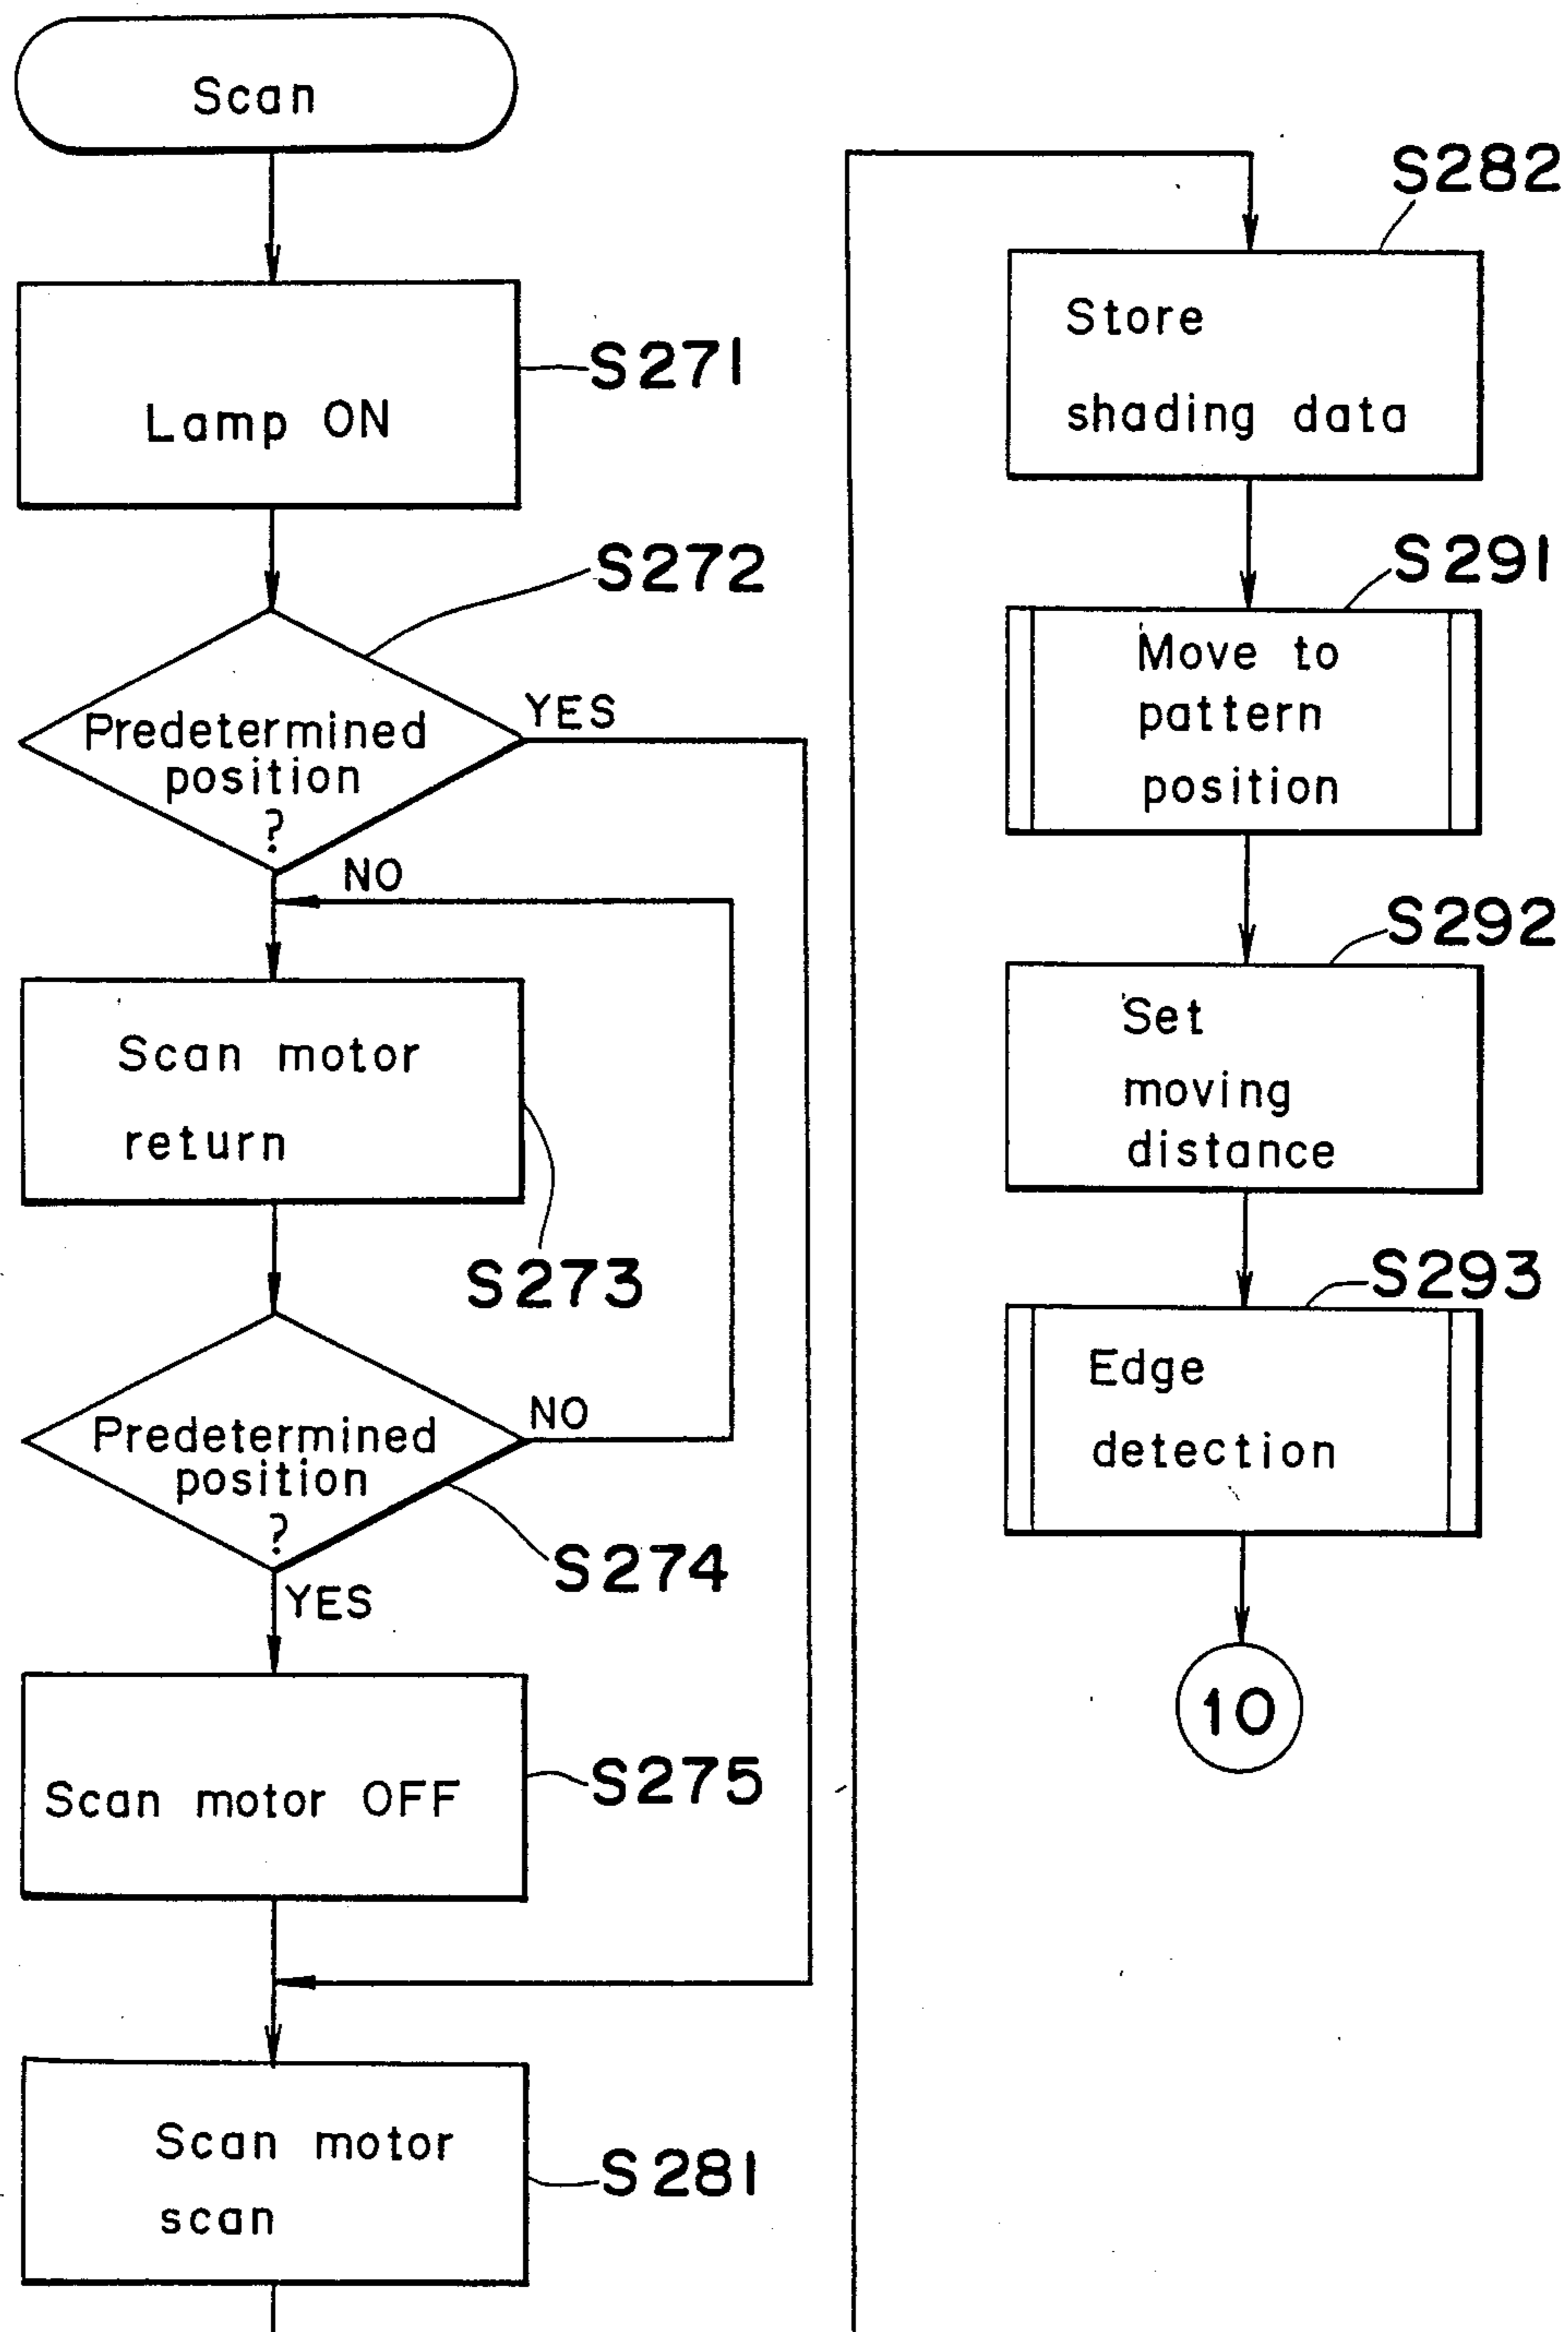 Scan
Lamp ON
S271
S272
Predetermined
position
?
YES
NO
Scan motor
return
S273
Predetermined
position
?
NO
S274
YES
Scan motor OFF
S275
Scan motor
scan
S281
S282
Store
shading data
S291
Move to
pattern
position
S292
Set
moving
distance
S293
Edge
detection
10